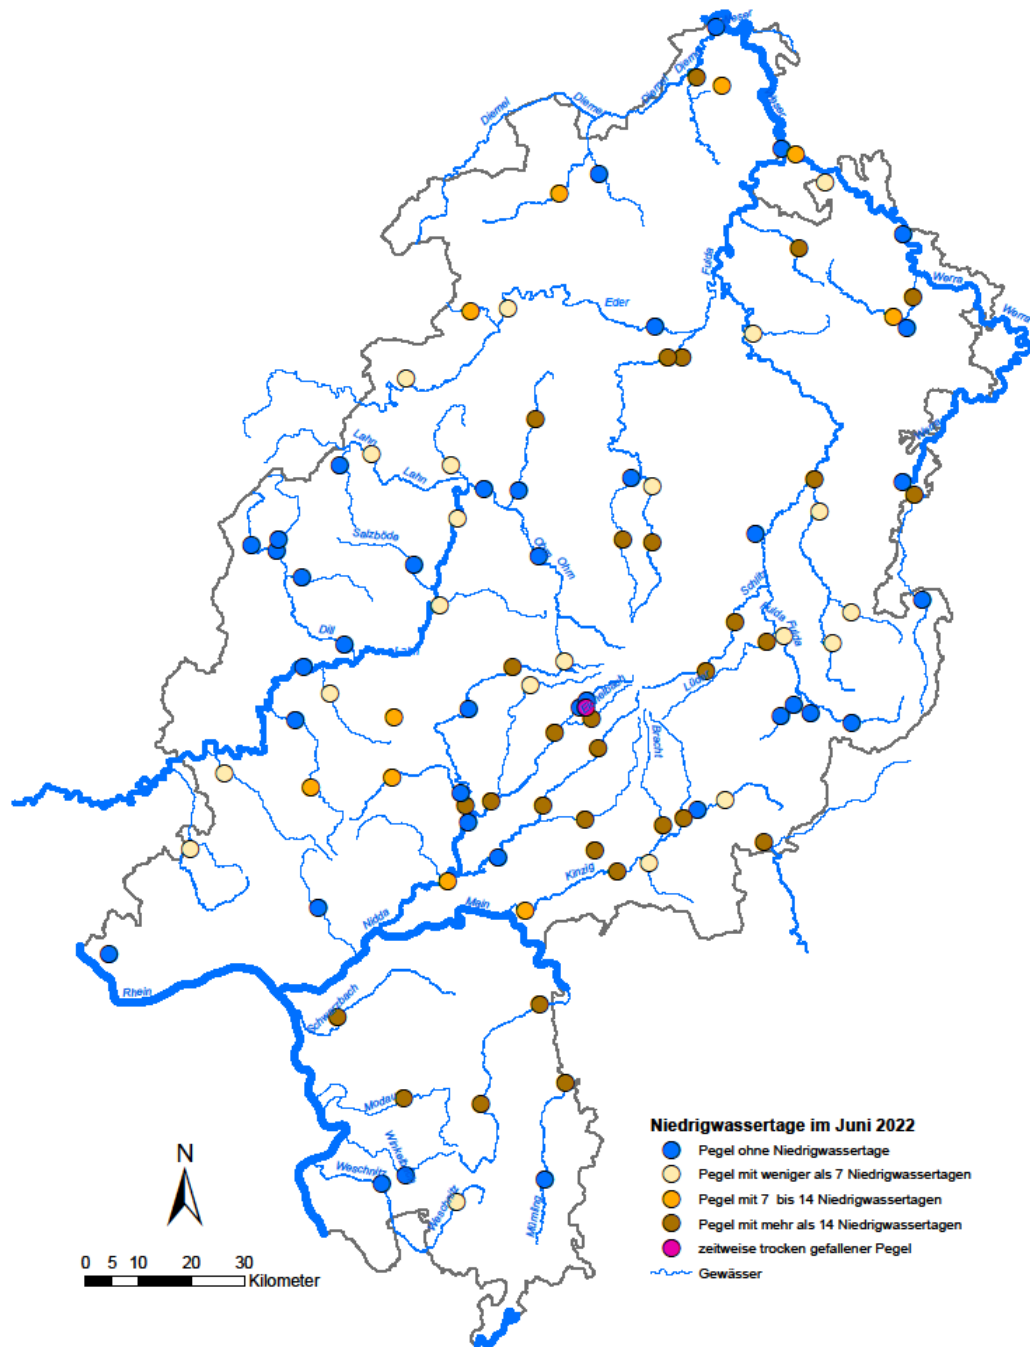 Weser
Diemel
Diemel
Diemel
Diemel
Weser
Fulda
Werra
Werra
Eder
Werra
Lahn
Lahn
Salzböde
Ohm
Ohm
Schlitz
Fulda
Fulda
Dill
Lahn
Lüder
Bracht
Kinzig
Nidda
Main
Rhein
Schwarzbach
Modau
Weschnitz
Weschnitz
Mümling
Niedrigwassertage im Juni 2022
Pegel ohne Niedrigwassertage
Pegel mit weniger als 7 Niedrigwassertagen
Pegel mit 7 bis 14 Niedrigwassertagen
Pegel mit mehr als 14 Niedrigwassertagen
zeitweise trocken gefallener Pegel
Gewässer
N
0 5 10 20 30
Kilometer